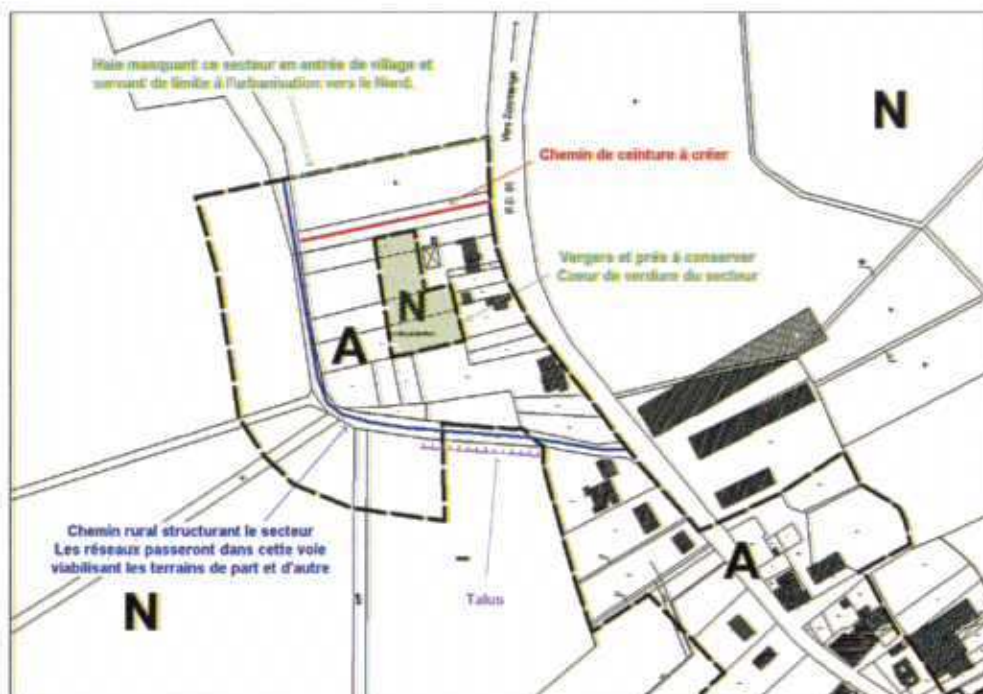 Haie masquant ce secteur en entrée de village et
servant de limite à l'urbanisation vers le Nord.
N
Chemin de ceinture à créer
Vergers et prés à conserver
Coeur de verdure du secteur
N
A
Chemin rural structurant le secteur
Les réseaux passeront dans cette voie
viabilisant les terrains de part et d'autre
A
Talus
N